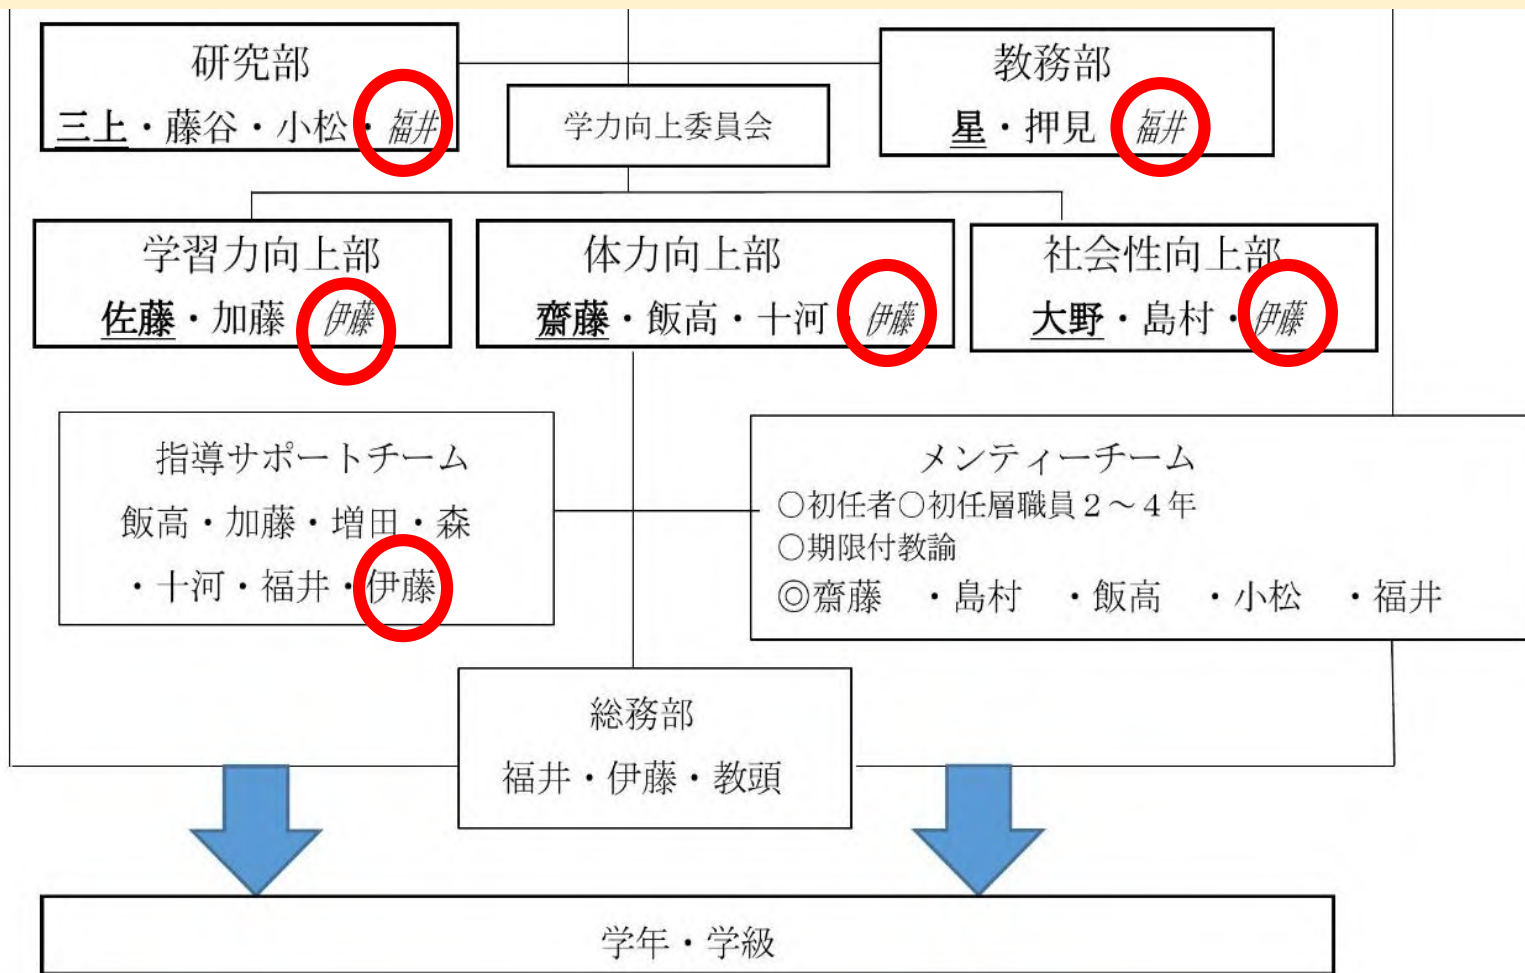 研究部
三上・藤谷・小松・福井
学力向上委員会
教務部
星・押見 福井
学習力向上部
佐藤・加藤 伊藤
体力向上部
齋藤・飯高・十河・伊藤
社会性向上部
大野・島村・伊藤
指導サポートチーム
飯高・加藤・増田・森
・十河・福井・伊藤
メンティーチーム
○初任者○初任層職員２～４年
○期限付教諭
◎齋藤 ・島村 ・飯高 ・小松 ・福井
総務部
福井・伊藤・教頭
学年・学級